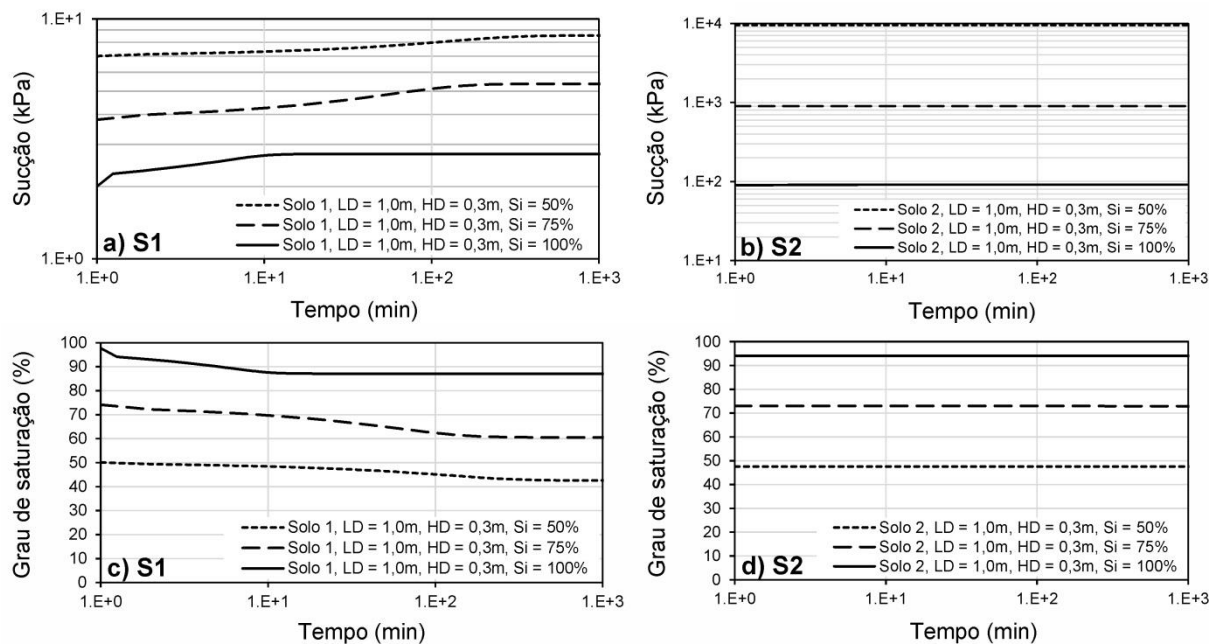 Sucção (kPa)
1.E+1
1.E+0
Solo 1, LD = 1,0m, HD = 0,3m, Si = 50%
Solo 1, LD = 1,0m, HD = 0,3m, Si = 75%
Solo 1, LD = 1,0m, HD = 0,3m, Si = 100%
a) S1
1.E+0 1.E+1 1.E+2 1.E+3
Tempo (min)
Sucção (kPa)
1.E+4
1.E+3
1.E+2
1.E+1
Solo 2, LD = 1,0m, HD = 0,3m, Si = 50%
Solo 2, LD = 1,0m, HD = 0,3m, Si = 75%
Solo 2, LD = 1,0m, HD = 0,3m, Si = 100%
b) S2
1.E+0 1.E+1 1.E+2 1.E+3
Tempo (min)
Grau de saturação (%)
100
90
80
70
60
50
40
30
20
10
0
Solo 1, LD = 1,0m, HD = 0,3m, Si = 50%
Solo 1, LD = 1,0m, HD = 0,3m, Si = 75%
Solo 1, LD = 1,0m, HD = 0,3m, Si = 100%
c) S1
1.E+0 1.E+1 1.E+2 1.E+3
Tempo (min)
Grau de saturação (%)
100
90
80
70
60
50
40
30
20
10
0
Solo 2, LD = 1,0m, HD = 0,3m, Si = 50%
Solo 2, LD = 1,0m, HD = 0,3m, Si = 75%
Solo 2, LD = 1,0m, HD = 0,3m, Si = 100%
d) S2
1.E+0 1.E+1 1.E+2 1.E+3
Tempo (min)